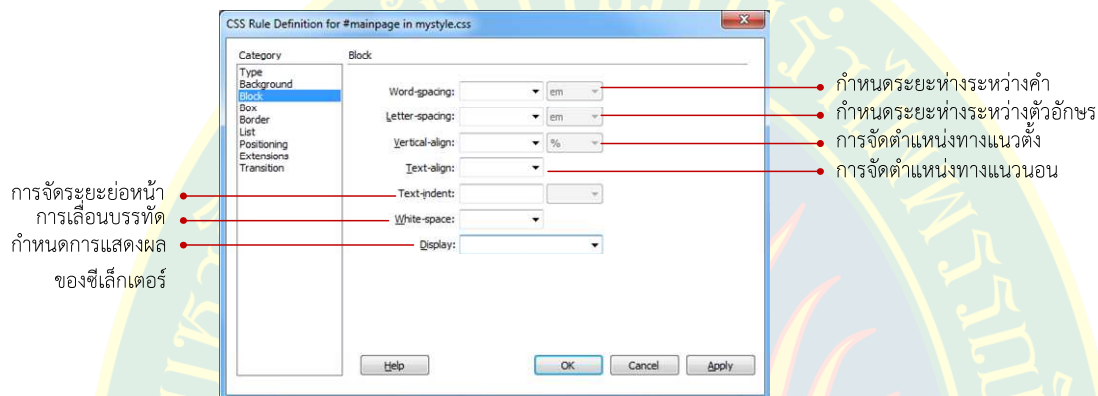 CSS Rule Definition for #mainpage in mystyle.css
Category
Type
Background
Block
Box
Border
List
Positioning
Extensions
Transition
Block
Word-spacing:
em
Letter-spacing:
em
Vertical-align:
%
Text-align:
Text-indent:
White-space:
Display:
Help
OK
Cancel
Apply
กำหนดระยะห่างระหว่างคำ
กำหนดระยะห่างระหว่างตัวอักษร
การจัดตำแหน่งทางแนวตั้ง
การจัดตำแหน่งทางแนวนอน
การจัดระยะย่อหน้า
การเลื่อนบรรทัด
กำหนดการแสดงผล
ของซีเล็กเตอร์